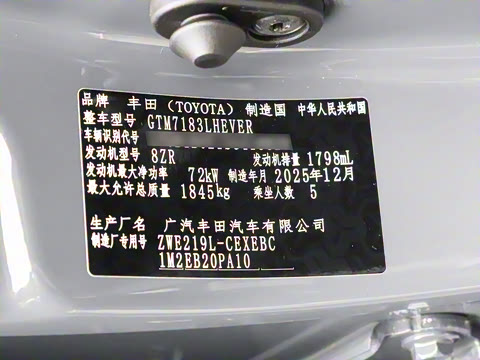 品牌 丰田 (TOYOTA) 制造国 中华人民共和国
整车型号 GTM7183LHEVER
车辆识别代号
发动机型号 8ZR 发动机排量 1798mL
发动机最大净功率 72kW 制造年月 2025年12月
最大允许总质量 1845kg 乘坐人数 5
生产厂名 广汽丰田汽车有限公司
制造厂专用号 ZWE219L-CEXEBC
1M2EB20PA10